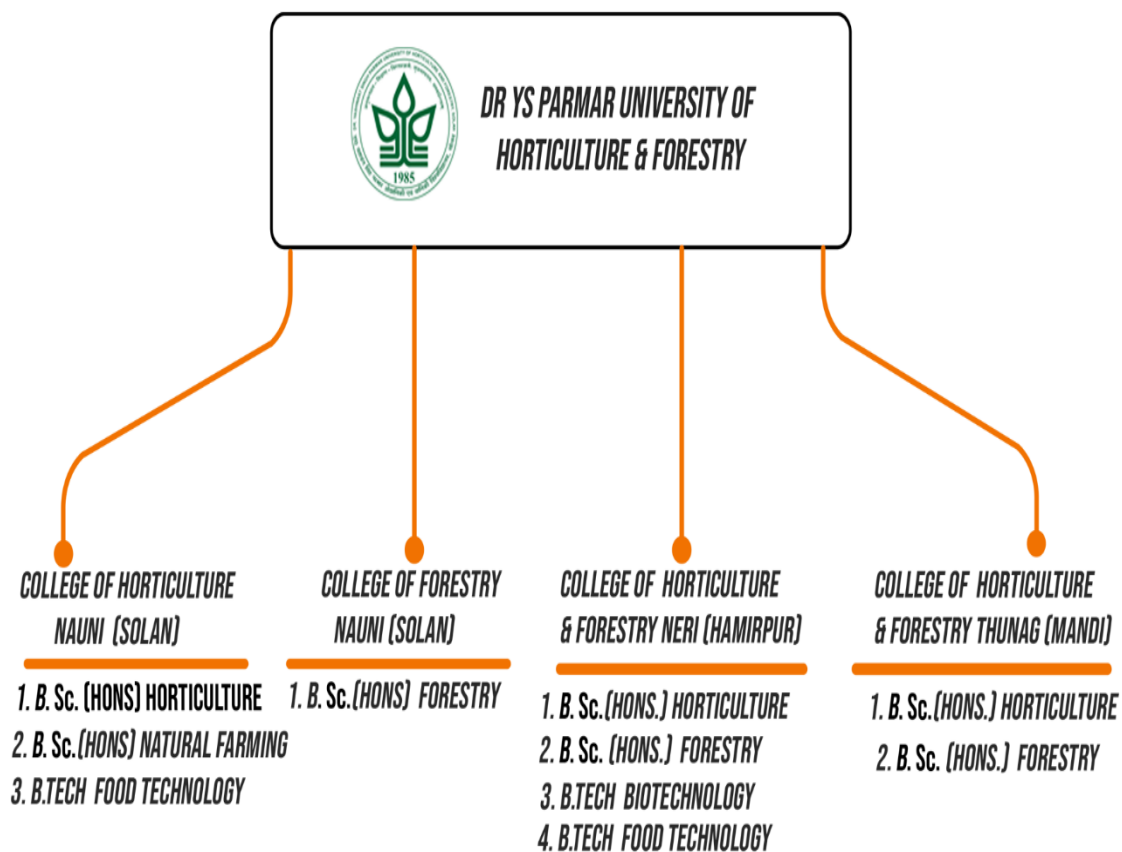 DR YS PARMAR UNIVERSITY OF
HORTICULTURE & FORESTRY
1985
COLLEGE OF HORTICULTURE
NAUNI (SOLAN)
1. B. Sc. (HONS) HORTICULTURE
2. B. Sc.(HONS) NATURAL FARMING
3. B.TECH FOOD TECHNOLOGY
COLLEGE OF FORESTRY
NAUNI (SOLAN)
1. B. Sc.(HONS) FORESTRY
COLLEGE OF HORTICULTURE
& FORESTRY NERI (HAMIRPUR)
1. B. Sc.(HONS.) HORTICULTURE
2. B. Sc. (HONS.) FORESTRY
3. B.TECH BIOTECHNOLOGY
4. B.TECH FOOD TECHNOLOGY
COLLEGE OF HORTICULTURE
& FORESTRY THUNAG (MANDI)
1. B. Sc.(HONS.) HORTICULTURE
2. B. Sc. (HONS.) FORESTRY